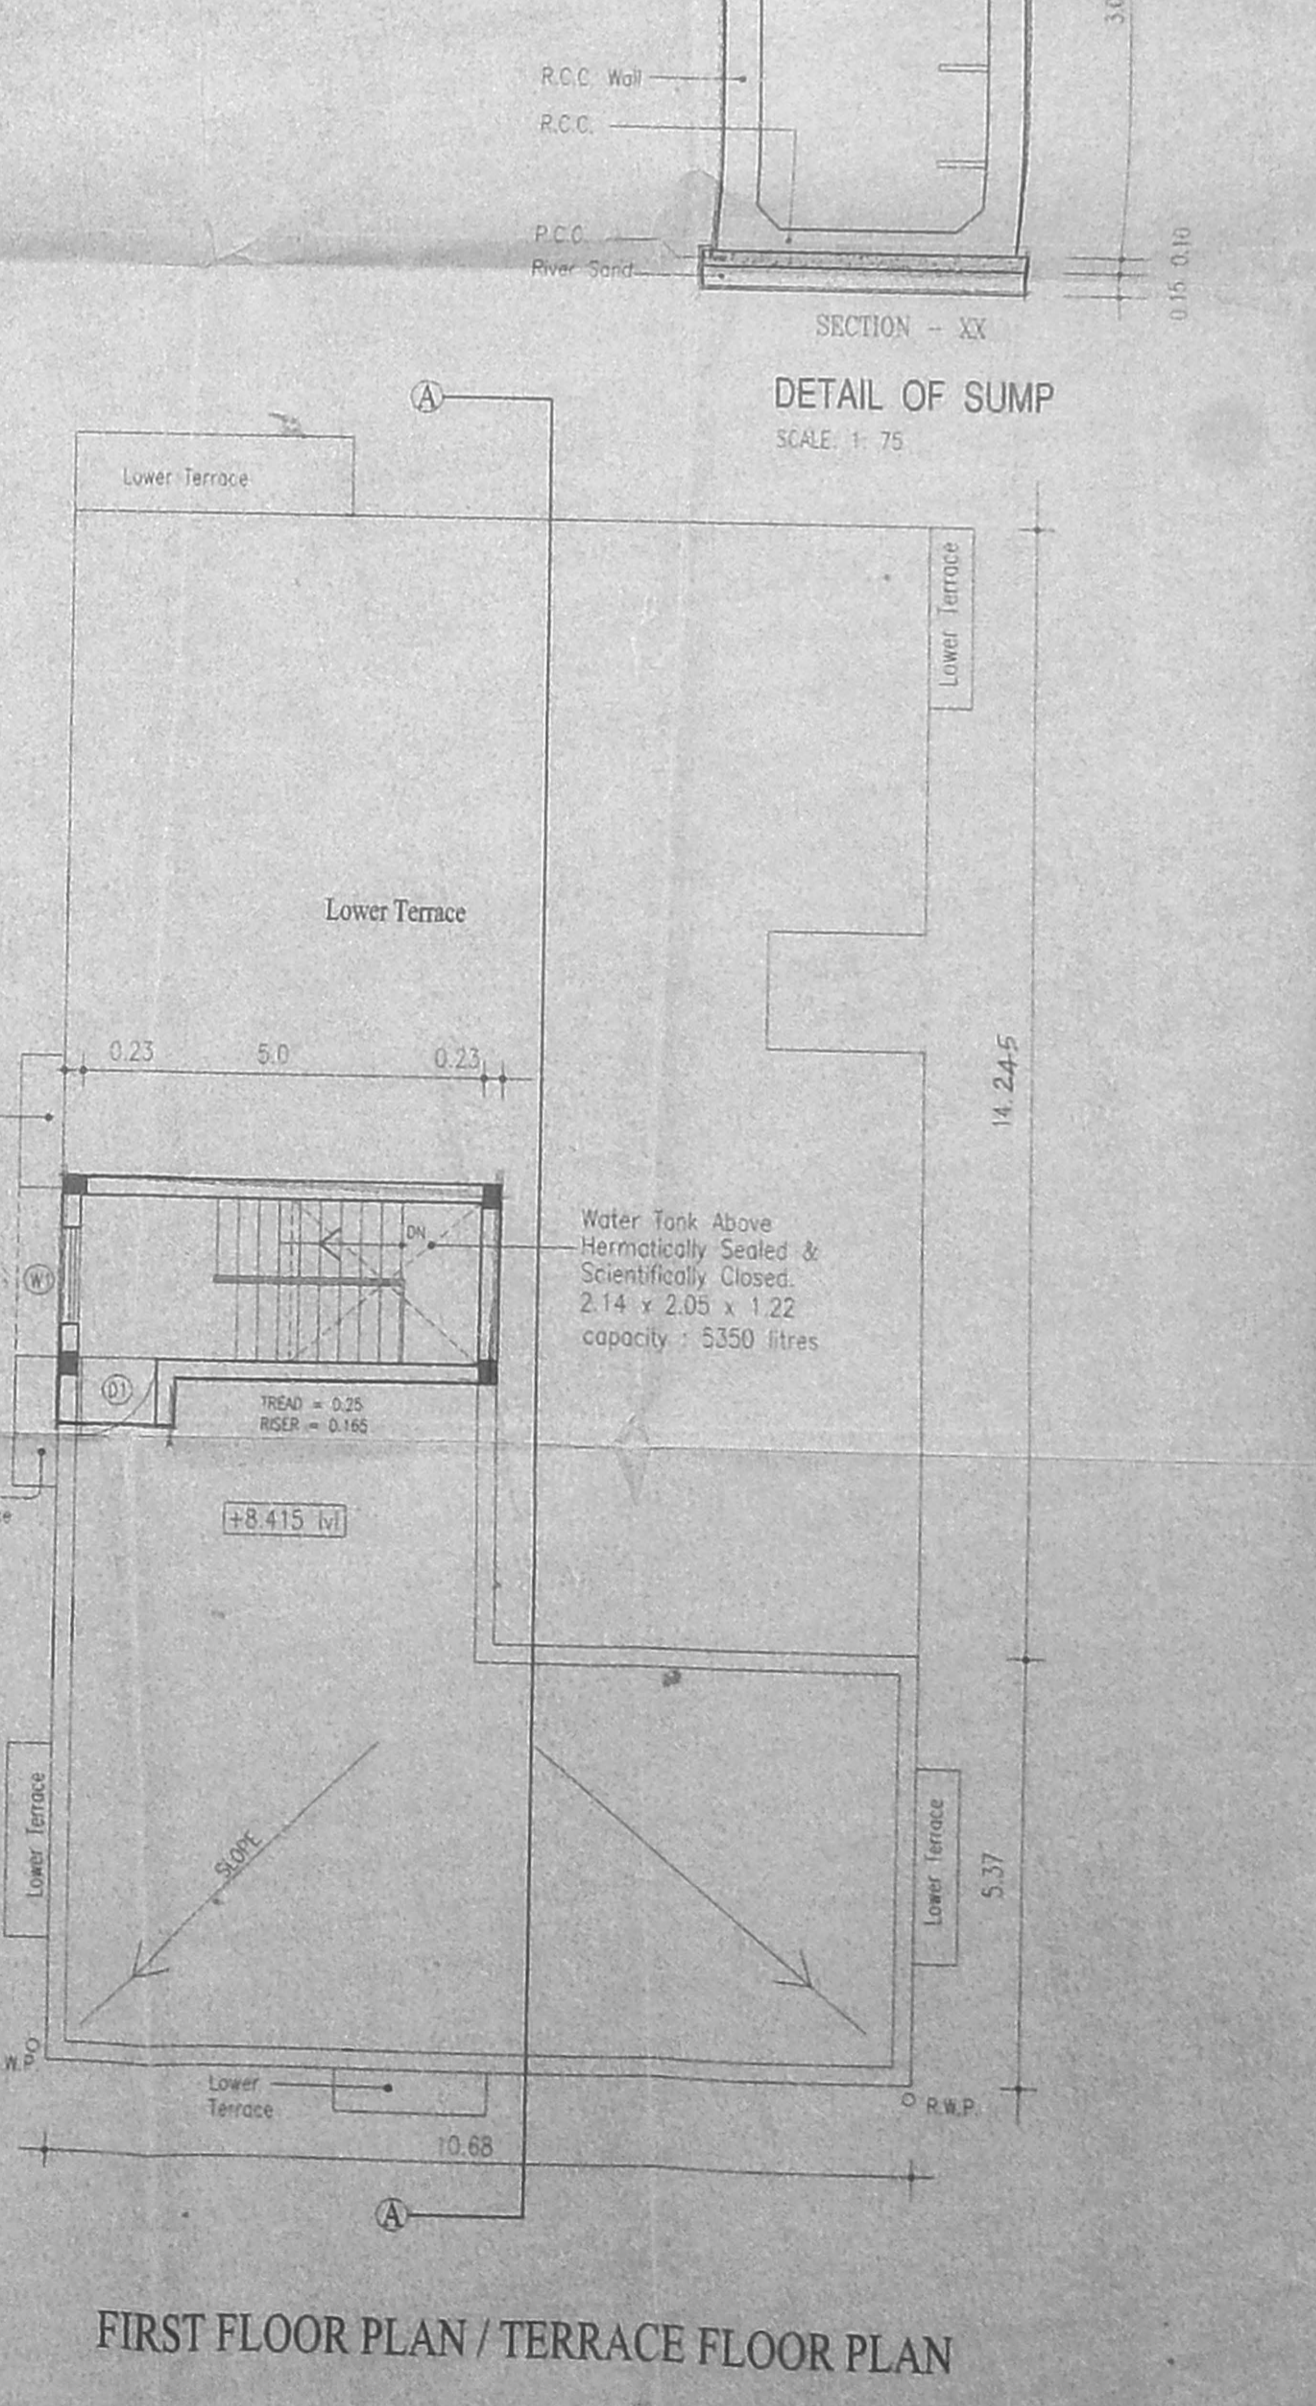 R.C.C. Wall
R.C.C.
P.C.C.
River Sand
0.15 0.10
SECTION - XX
DETAIL OF SUMP
SCALE: 1: 75
A
Lower Terrace
Lower Terrace
Lower Terrace
0.23 5.0 0.23
14.245
W1
DN
Water Tank Above
Hermatically Sealed &
Scientifically Closed.
2.14 x 2.05 x 1.22
capacity : 5350 litres
D1
TREAD = 0.25
RISER = 0.165
+8.415 lvl
SLOPE
Lower Terrace
Lower Terrace
5.37
W.P.
Lower
Terrace
R.W.P.
10.68
A
FIRST FLOOR PLAN / TERRACE FLOOR PLAN